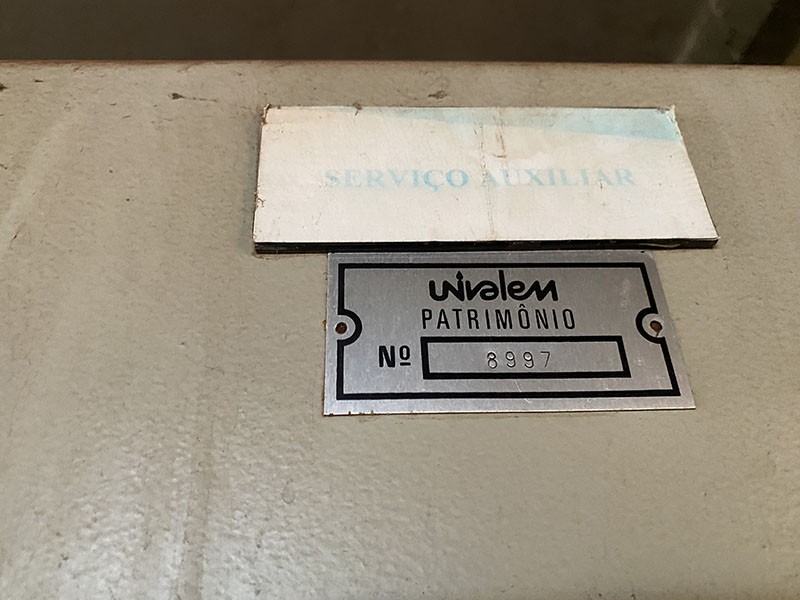 SERVIÇO AUXILIAR
univalem
PATRIMÔNIO
Nº 8997